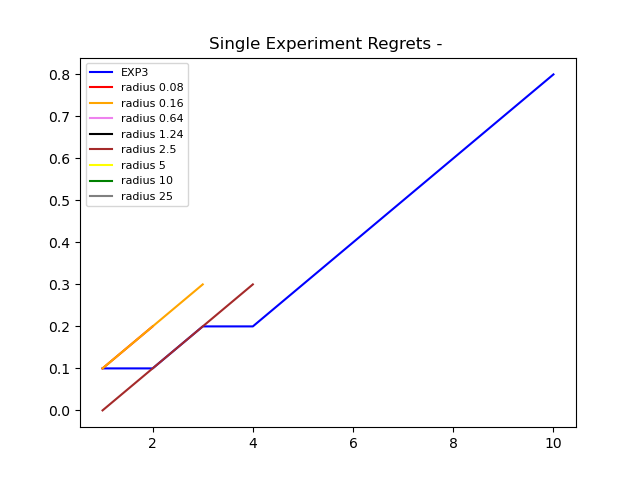 Single Experiment Regrets -
EXP3
radius 0.08
radius 0.16
radius 0.64
radius 1.24
radius 2.5
radius 5
radius 10
radius 25
0.8
0.7
0.6
0.5
0.4
0.3
0.2
0.1
0.0
2 4 6 8 10